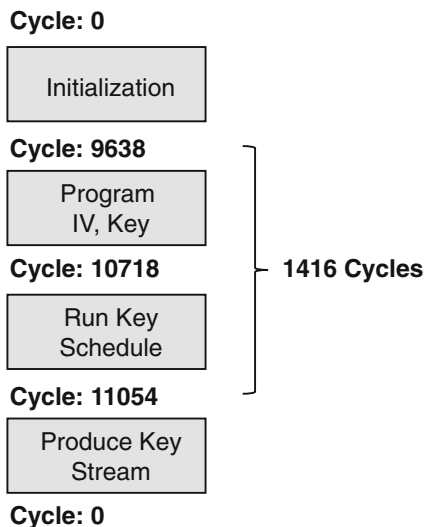 Cycle: 0
Initialization
Cycle: 9638
Program
IV, Key
Cycle: 10718
1416 Cycles
Run Key
Schedule
Cycle: 11054
Produce Key
Stream
Cycle: 0